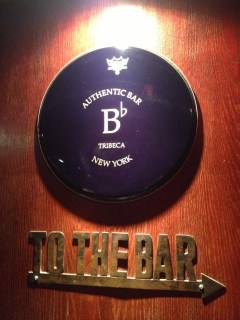 AUTHENTIC BAR
B♭
TRIBECA
NEW YORK
TO THE BAR